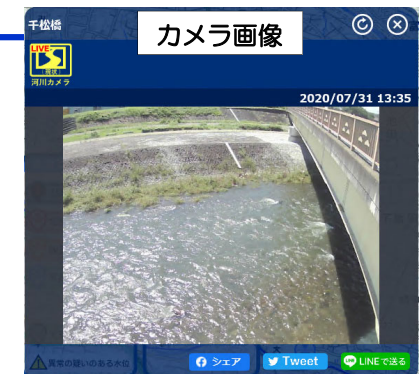 千松橋
カメラ画像
LIVE
現況
河川カメラ
2020/07/31 13:35
異常の疑いのある水位
シェア
Tweet
LINEで送る